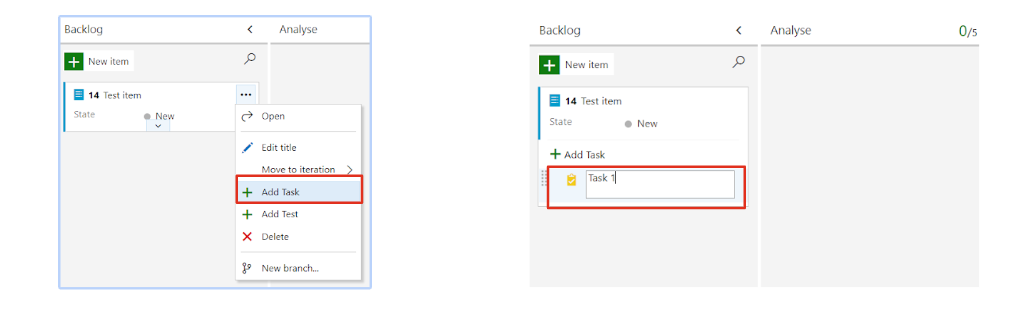 Backlog
Analyse
New item
14 Test item
State
New
Open
Edit title
Move to iteration
Add Task
Add Test
Delete
New branch...
Backlog
Analyse
0/5
New item
14 Test item
State
New
Add Task
Task 1